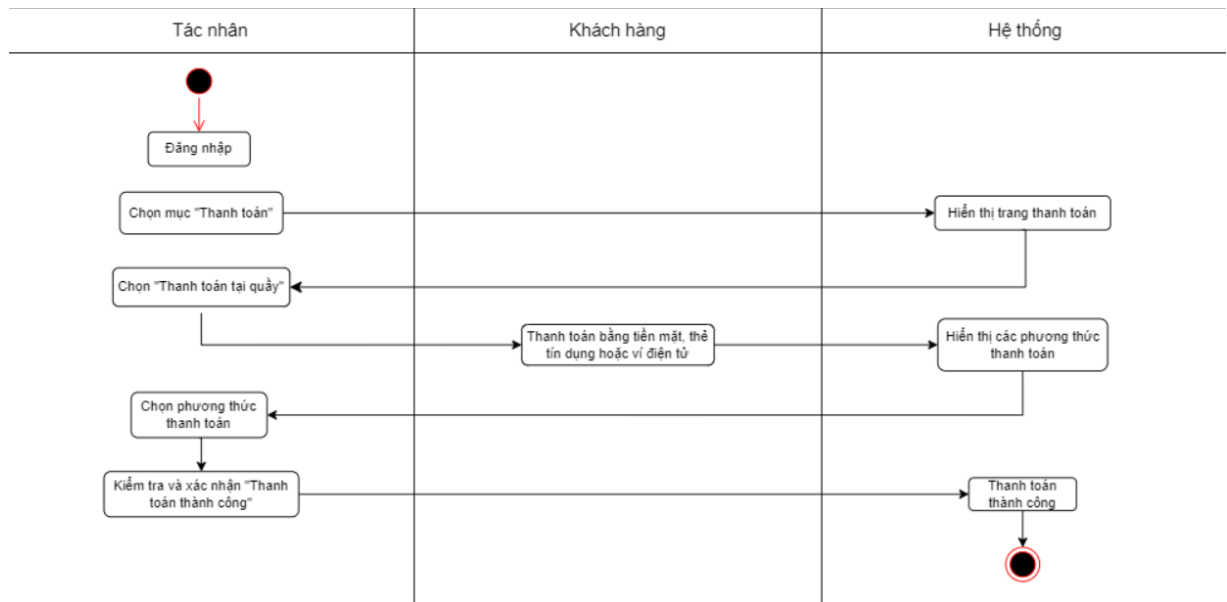 Tác nhân
Khách hàng
Hệ thống
Đăng nhập
Chọn mục "Thanh toán"
Hiển thị trang thanh toán
Chọn "Thanh toán tại quầy"
Thanh toán bằng tiền mặt, thẻ
tín dụng hoặc ví điện tử
Hiển thị các phương thức
thanh toán
Chọn phương thức
thanh toán
Kiểm tra và xác nhận "Thanh
toán thành công"
Thanh toán
thành công